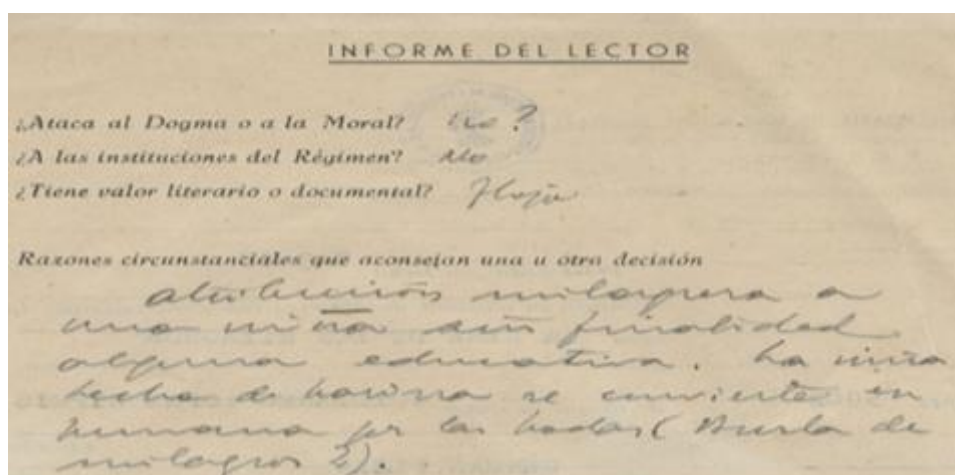 INFORME DEL LECTOR
¿Ataca al Dogma o a la Moral? no?
¿A las instituciones del Régimen? No
¿Tiene valor literario o documental? Flojo
Razones circunstanciales que aconsejan una u otra decisión
atribución milagrera a
una niña sin finalidad
alguna educativa. La niña
hecha de harina se convierte en
humana por las hadas (Burla de
milagros ?).